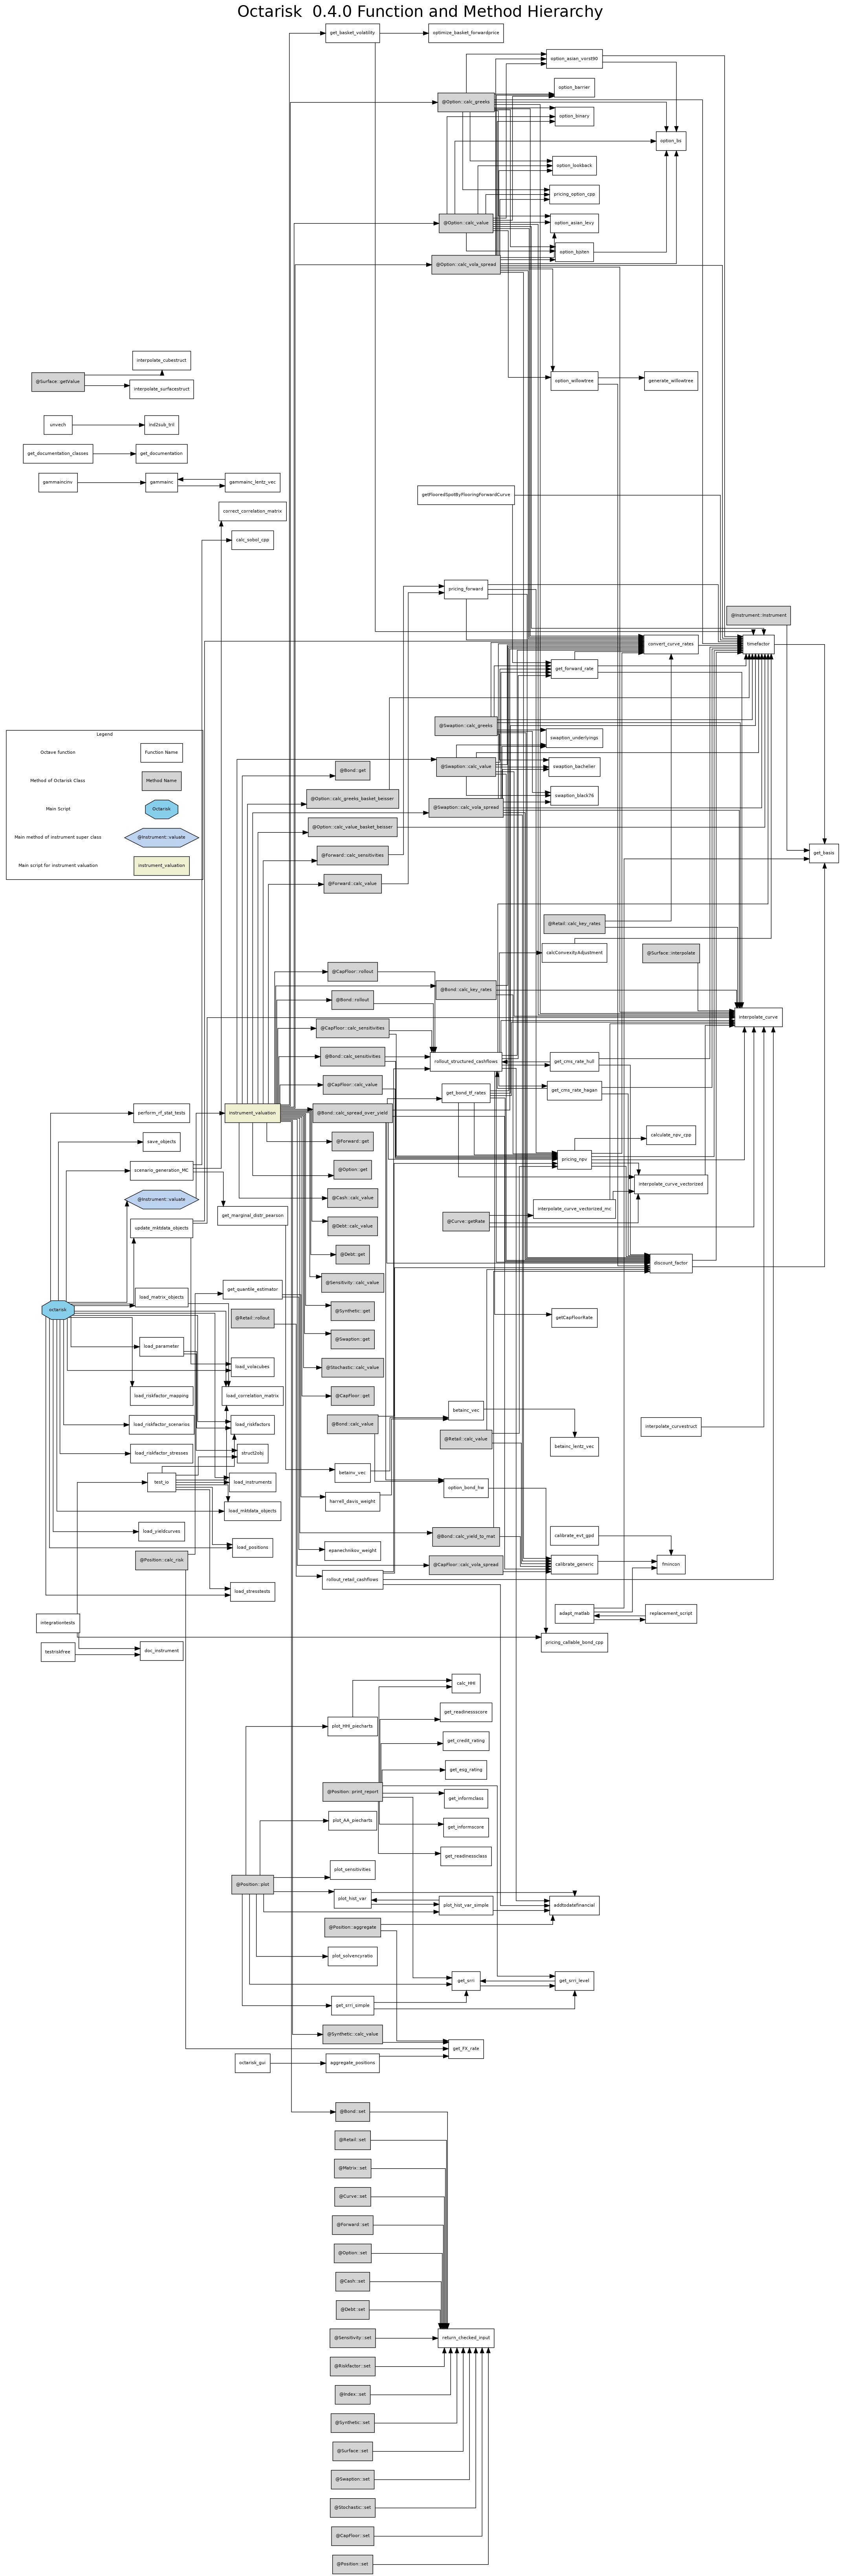 Octarisk 0.4.0 Function and Method Hierarchy
get_basket_volatility
optimize_basket_forwardprice
option_asian_vorst90
option_barrier
@Option::calc_greeks
option_binary
option_bs
option_lookback
pricing_option_cpp
@Option::calc_value
option_asian_levy
option_bjsten
@Option::calc_vola_spread
interpolate_cubestruct
@Surface::getValue
interpolate_surfacestruct
option_willowtree
generate_willowtree
unvech
ind2sub_tril
get_documentation_classes
get_documentation
gammaincinv
gammainc
gammainc_lentz_vec
getFlooredSpotByFlooringForwardCurve
correct_correlation_matrix
calc_sobol_cpp
pricing_forward
@Instrument::Instrument
convert_curve_rates
timefactor
get_forward_rate
@Swaption::calc_greeks
Legend
swaption_underlyings
Octave function
Function Name
@Swaption::calc_value
swaption_bachelier
@Bond::get
Method of Octarisk Class
Method Name
swaption_black76
@Option::calc_greeks_basket_beisser
@Swaption::calc_vola_spread
Main Script
Octarisk
@Option::calc_value_basket_beisser
Main method of instrument super class
@Instrument::valuate
get_basis
@Forward::calc_sensitivities
Main script for instrument valuation
instrument_valuation
@Forward::calc_value
@Retail::calc_key_rates
calcConvexityAdjustment
@Surface::interpolate
@CapFloor::rollout
@Bond::calc_key_rates
@Bond::rollout
interpolate_curve
@CapFloor::calc_sensitivities
@Bond::calc_sensitivities
rollout_structured_cashflows
get_cms_rate_hull
@CapFloor::calc_value
get_bond_tf_rates
get_cms_rate_hagan
perform_rf_stat_tests
instrument_valuation
@Bond::calc_spread_over_yield
calculate_npv_cpp
save_objects
@Forward::get
pricing_npv
scenario_generation_MC
@Option::get
interpolate_curve_vectorized
@Instrument::valuate
@Cash::calc_value
interpolate_curve_vectorized_mc
get_marginal_distr_pearson
@Curve::getRate
update_mktdata_objects
@Debt::calc_value
@Debt::get
discount_factor
@Sensitivity::calc_value
get_quantile_estimator
load_matrix_objects
octarisk
@Synthetic::get
@Retail::rollout
getCapFloorRate
@Swaption::get
load_parameter
load_volacubes
@Stochastic::calc_value
load_riskfactor_mapping
load_correlation_matrix
@CapFloor::get
betainc_vec
load_riskfactor_scenarios
load_riskfactors
@Bond::calc_value
interpolate_curvestruct
@Retail::calc_value
betainc_lentz_vec
load_riskfactor_stresses
struct2obj
betainv_vec
test_io
load_instruments
option_bond_hw
harrell_davis_weight
load_mktdata_objects
load_yieldcurves
calibrate_evt_gpd
@Bond::calc_yield_to_mat
load_positions
epanechnikov_weight
@Position::calc_risk
@CapFloor::calc_vola_spread
calibrate_generic
fmincon
rollout_retail_cashflows
load_stresstests
adapt_matlab
replacement_script
integrationtests
pricing_callable_bond_cpp
testriskfree
doc_instrument
calc_HHI
get_readinessscore
plot_HHI_piecharts
get_credit_rating
get_esg_rating
@Position::print_report
get_informclass
plot_AA_piecharts
get_informscore
get_readinessclass
plot_sensitivities
@Position::plot
plot_hist_var
plot_hist_var_simple
addtodatefinancial
@Position::aggregate
plot_solvencyratio
get_srri
get_srri_level
get_srri_simple
@Synthetic::calc_value
get_FX_rate
octarisk_gui
aggregate_positions
@Bond::set
@Retail::set
@Matrix::set
@Curve::set
@Forward::set
@Option::set
@Cash::set
@Debt::set
@Sensitivity::set
return_checked_input
@Riskfactor::set
@Index::set
@Synthetic::set
@Surface::set
@Swaption::set
@Stochastic::set
@CapFloor::set
@Position::set